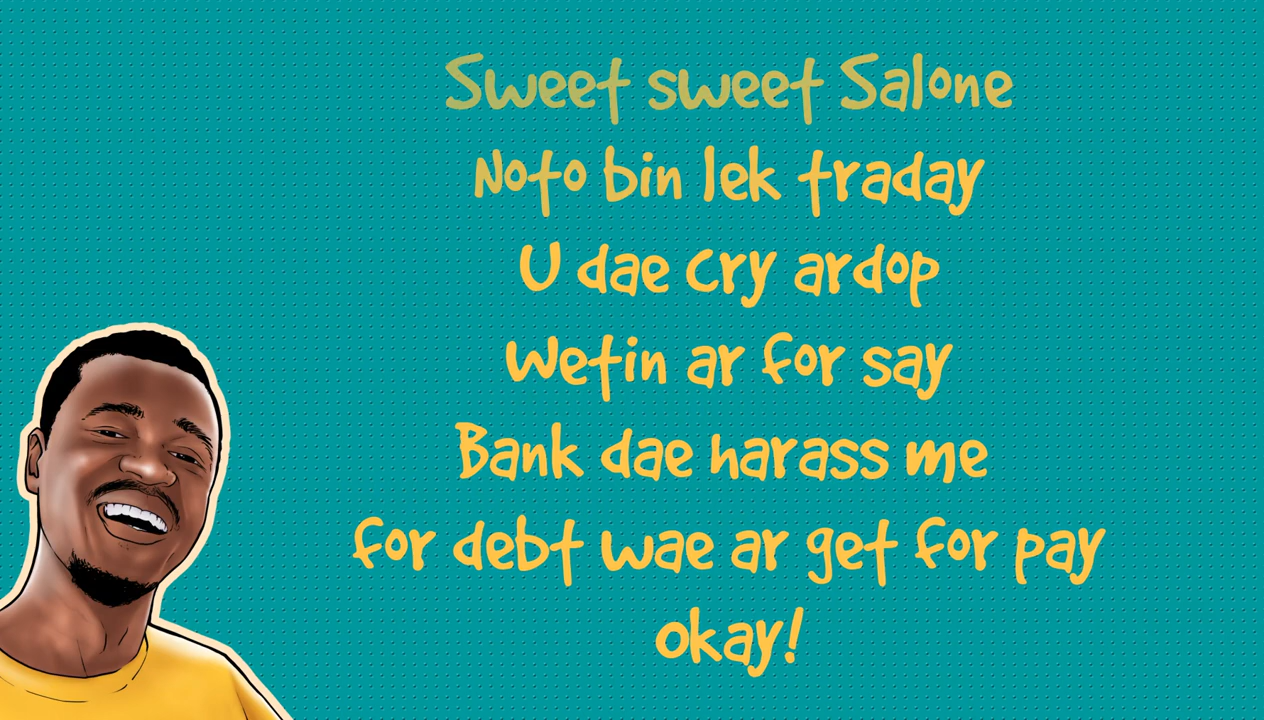 Sweet sweet Salone
Noto bin lek traday
U dae cry ardop
Wetin ar for say
Bank dae harass me
for debt wae ar get for pay
okay!